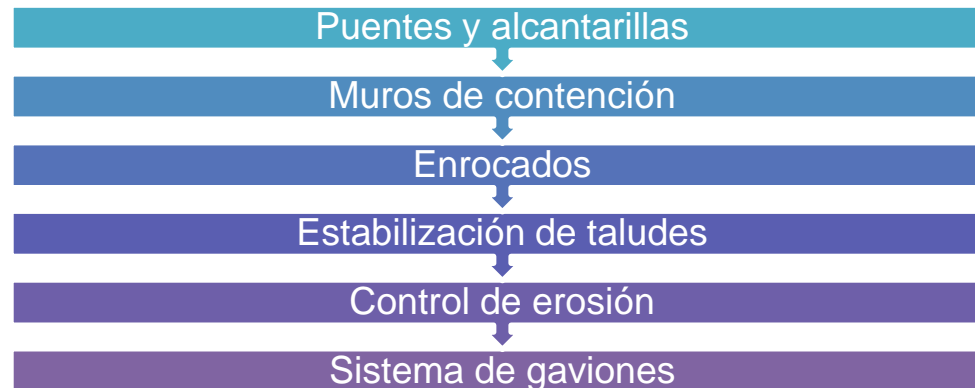 Puentes y alcantarillas
Muros de contención
Enrocados
Estabilización de taludes
Control de erosión
Sistema de gaviones